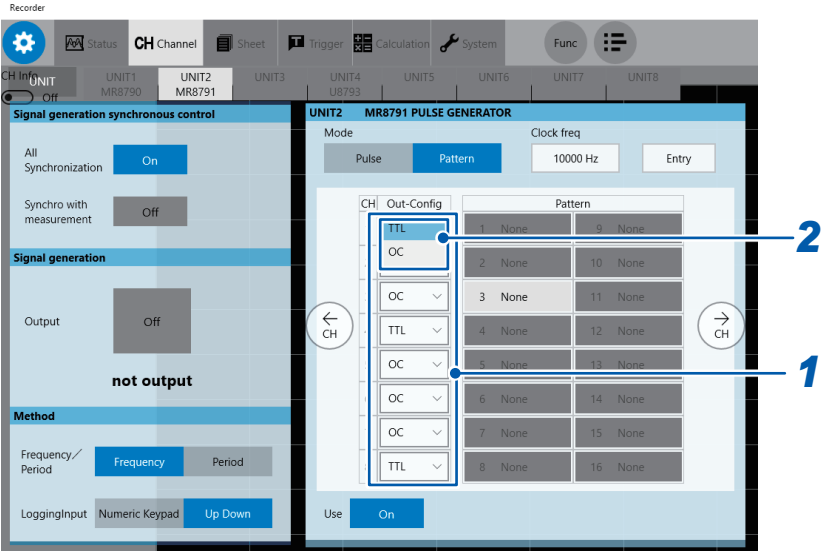 Recorder
Status CH Channel Sheet Trigger Calculation System Func
CH Info UNIT UNIT1 UNIT2 UNIT3 UNIT4 UNIT5 UNIT6 UNIT7 UNIT8
Off MR8790 MR8791 U8793
Signal generation synchronous control
All
Synchronization
On
Synchro with
measurement
Off
Signal generation
Output
Off
not output
Method
Frequency／
Period
Frequency Period
LoggingInput Numeric Keypad Up Down
UNIT2 MR8791 PULSE GENERATOR
Mode Clock freq
Pulse Pattern 10000 Hz Entry
CH Out-Config Pattern
TTL 1 None 9 None
OC 2 None 10 None
OC 3 None 11 None
TTL 4 None 12 None
OC 5 None 13 None
OC 6 None 14 None
OC 7 None 15 None
TTL 8 None 16 None
←
CH
→
CH
Use On
2
1